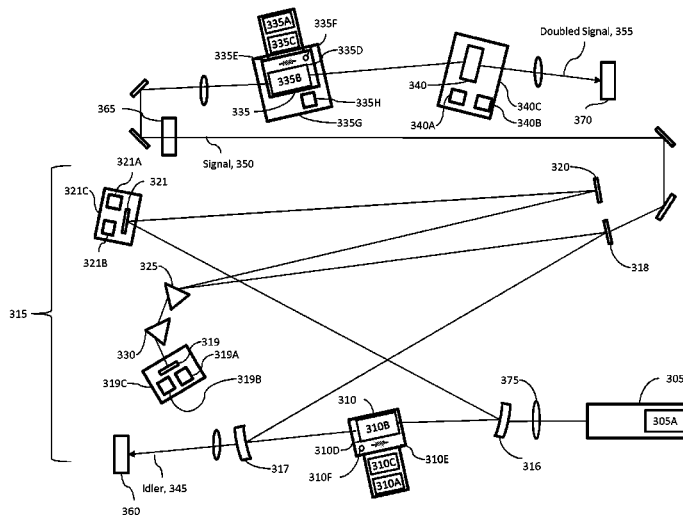 335A
335C
335F
335E
335D
335B
335
335H
335G
Doubled Signal, 355
340
340C
340A
340B
370
365
Signal, 350
321A
321C
321
321B
320
318
325
315
330
319
319A
319C
319B
310
375
305
305A
310B
310D
310E
310F
310C
310A
316
317
Idler, 345
360